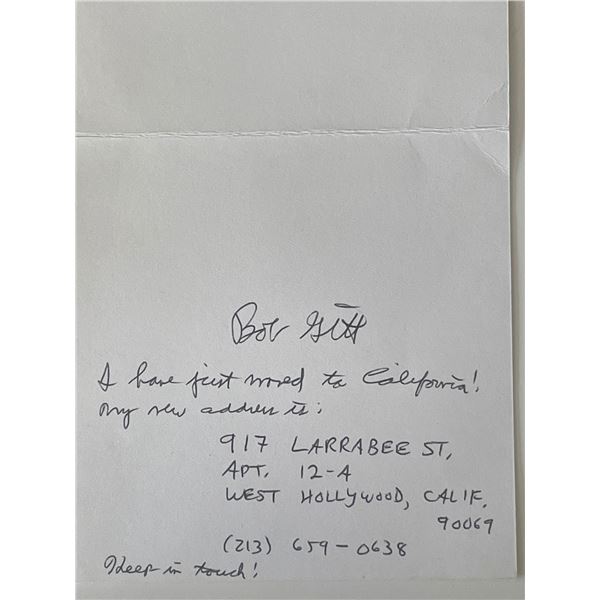 Bob Gitt
I have just moved to California!
My new address is:
917 LARRABEE ST,
APT. 12-A
WEST HOLLYWOOD, CALIF.
90069
(213) 659-0638
Keep in touch!